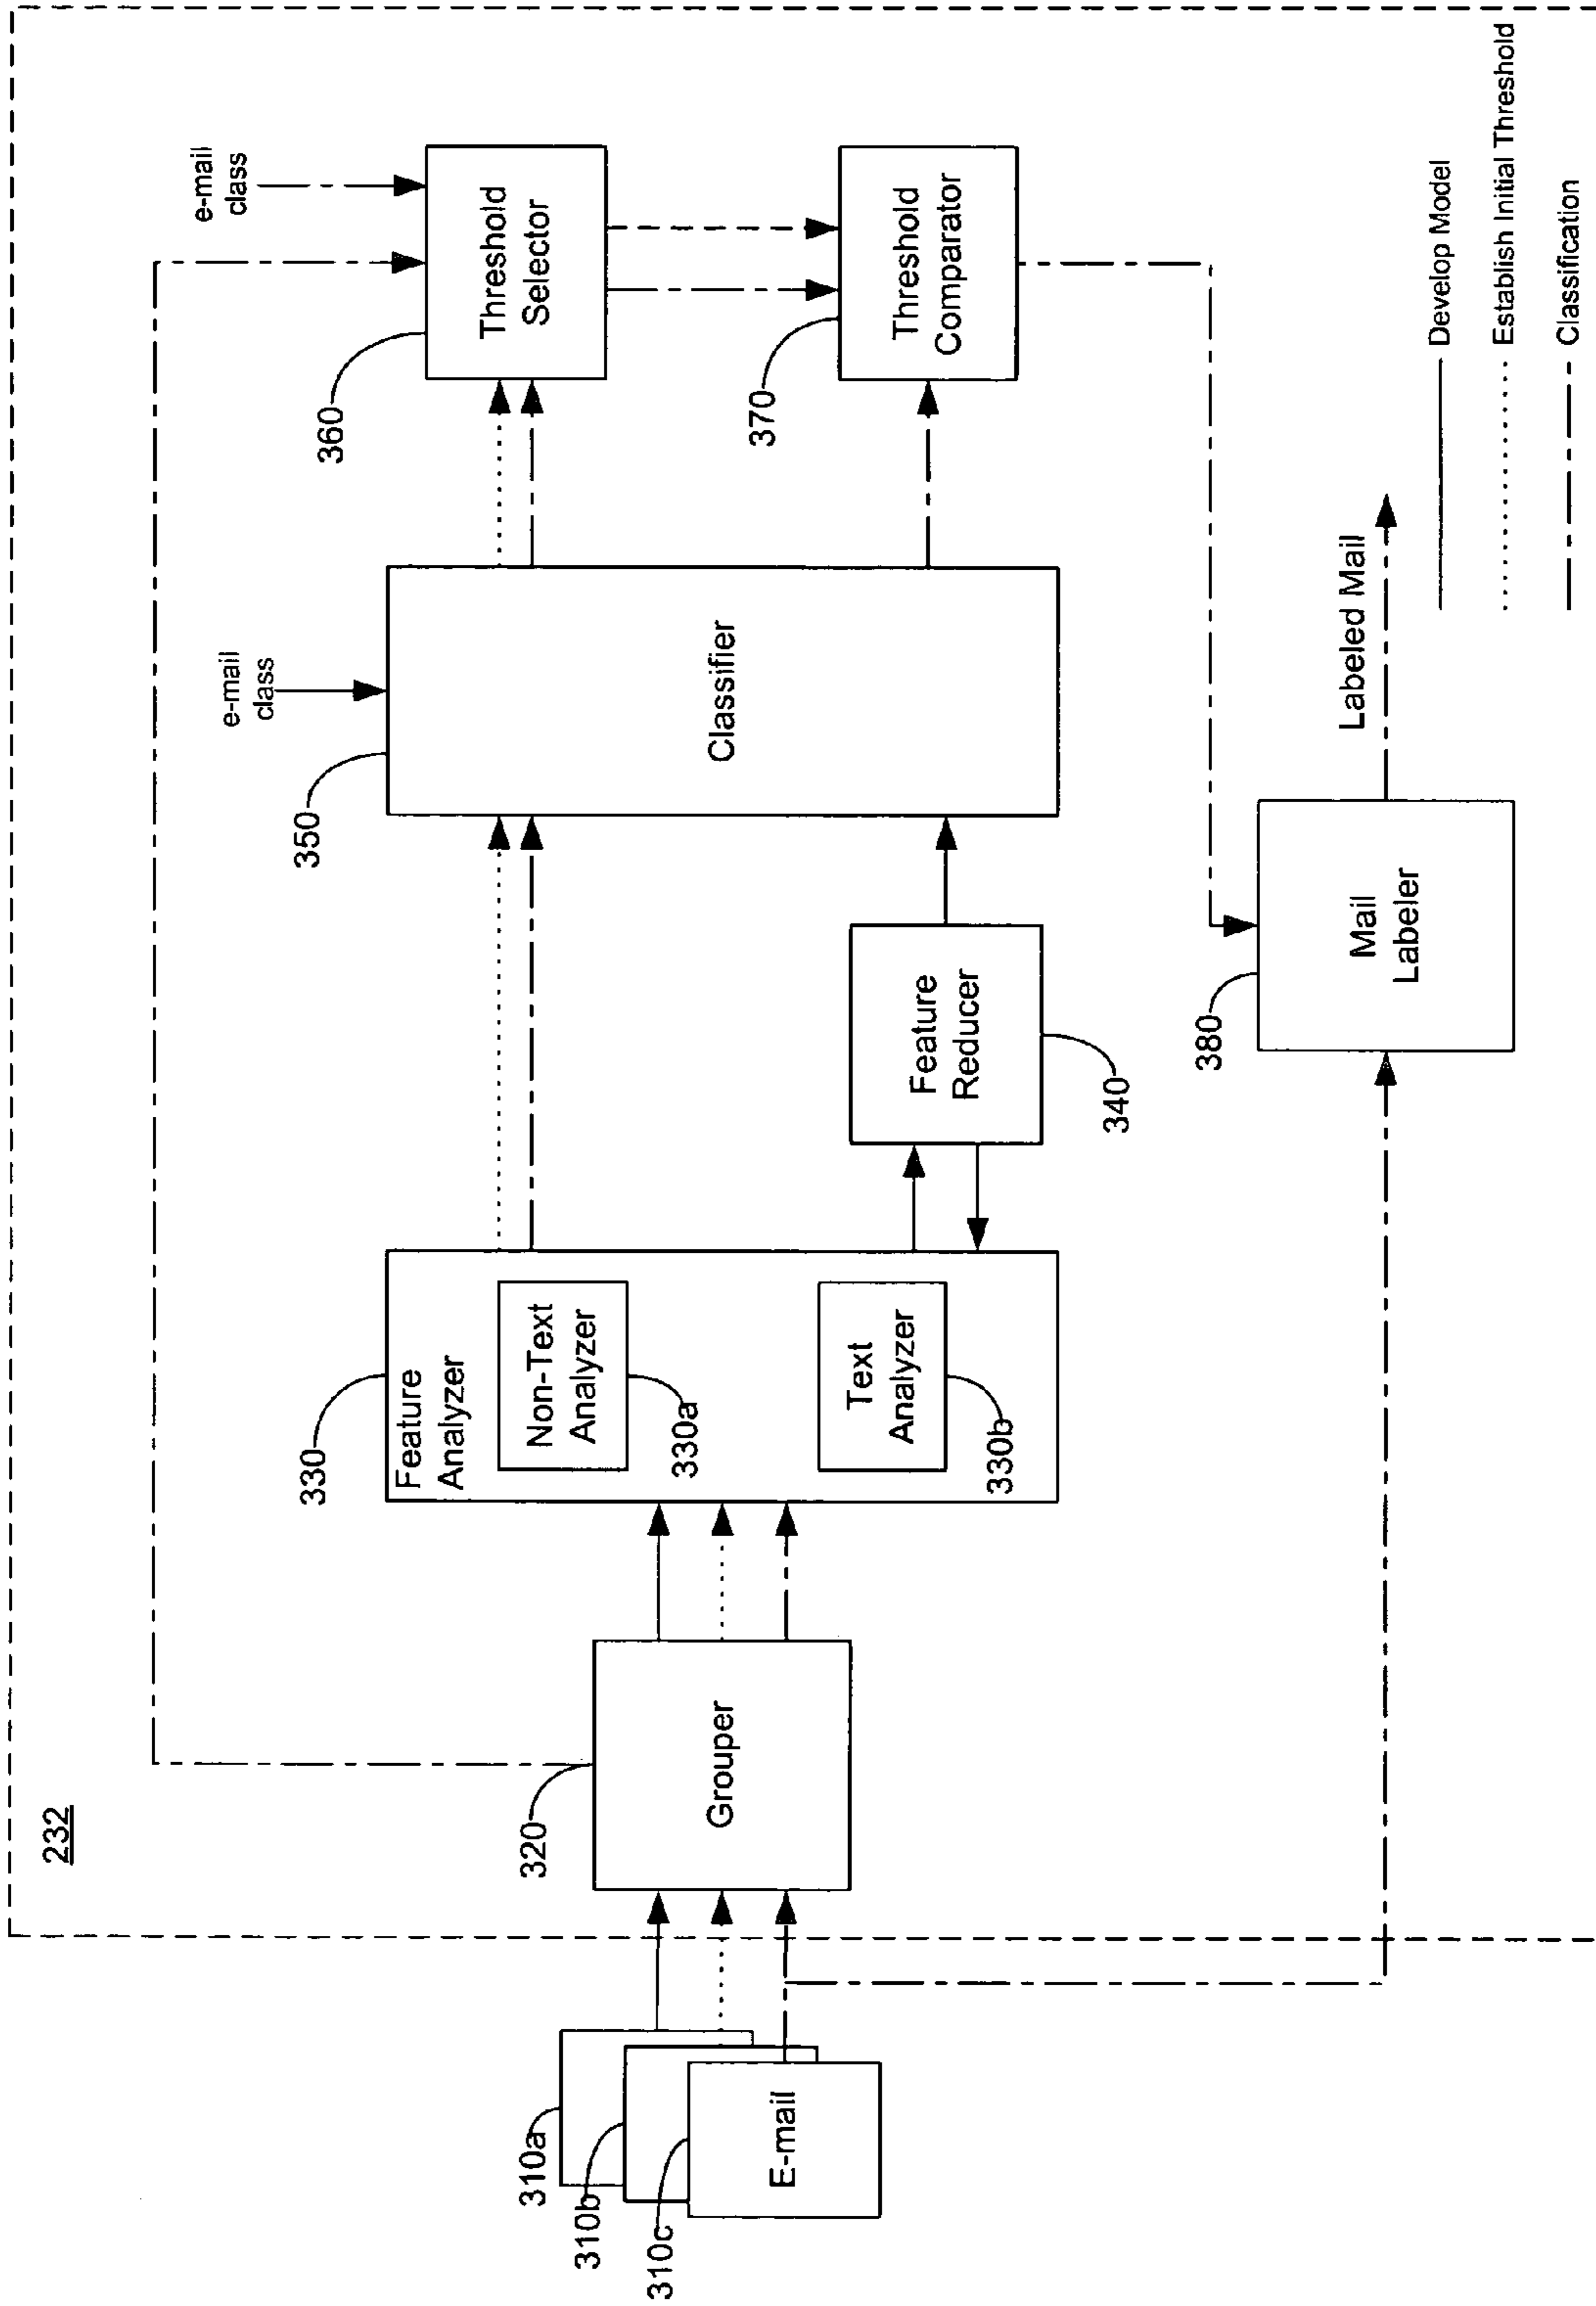 232
e-mail
class
e-mail
class
350
360
Threshold
Selector
330
Feature
Analyzer
Non-Text
Analyzer
330a
Classifier
320
Grouper
310a
310b
310c
E-mail
Text
Analyzer
330b
Feature
Reducer
340
370
Threshold
Comparator
380
Mail
Labeler
Labeled Mail
Develop Model
Establish Initial Threshold
Classification